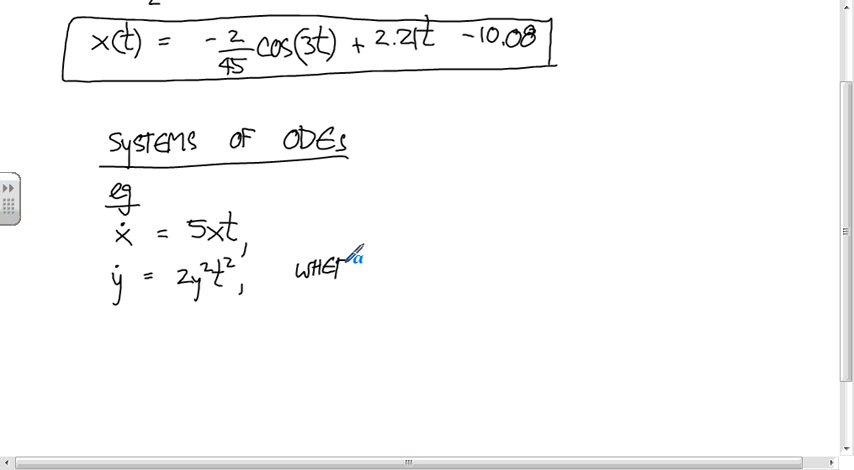 x(t) = -2/45 cos(3t) + 2.21t -10.08
SYSTEMS OF ODEs
eg
ẋ = 5xt,
ẏ = 2y²t²,